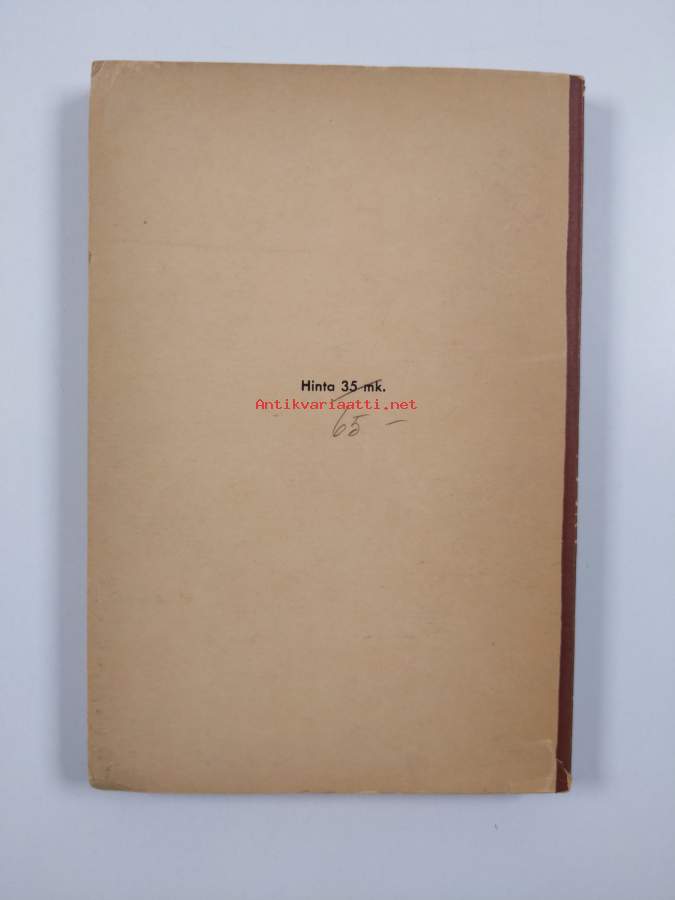 Hinta 35 mk.
Antikvariaatti.net
65 –